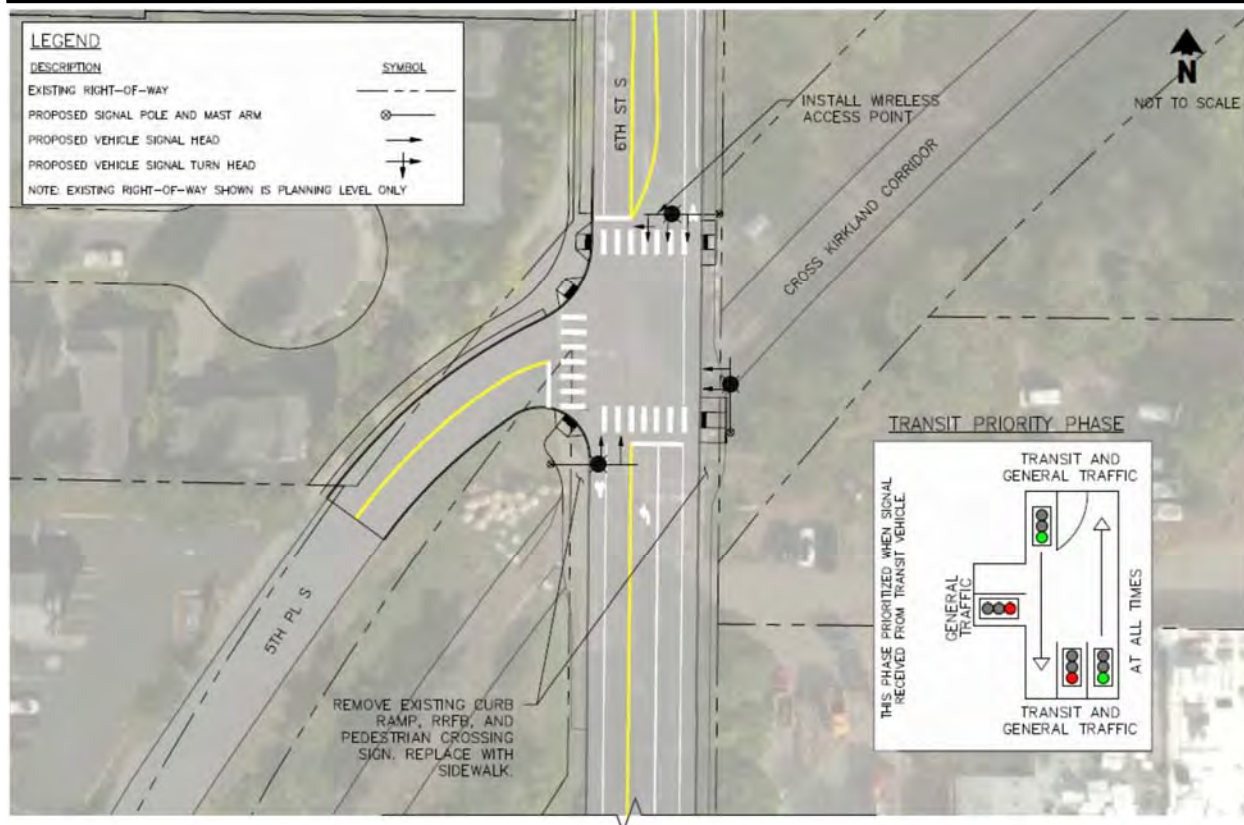 LEGEND
DESCRIPTION SYMBOL
EXISTING RIGHT-OF-WAY
PROPOSED SIGNAL POLE AND MAST ARM
PROPOSED VEHICLE SIGNAL HEAD
PROPOSED VEHICLE SIGNAL TURN HEAD
NOTE: EXISTING RIGHT-OF-WAY SHOWN IS PLANNING LEVEL ONLY
6TH ST S
INSTALL WIRELESS
ACCESS POINT
N
NOT TO SCALE
CROSS KIRKLAND CORRIDOR
5TH PL S
REMOVE EXISTING CURB
RAMP, RRFB, AND
PEDESTRIAN CROSSING
SIGN. REPLACE WITH
SIDEWALK.
TRANSIT PRIORITY PHASE
THIS PHASE PRIORITIZED WHEN SIGNAL
RECEIVED FROM TRANSIT VEHICLE.
TRANSIT AND
GENERAL TRAFFIC
GENERAL
TRAFFIC
AT ALL TIMES
TRANSIT AND
GENERAL TRAFFIC